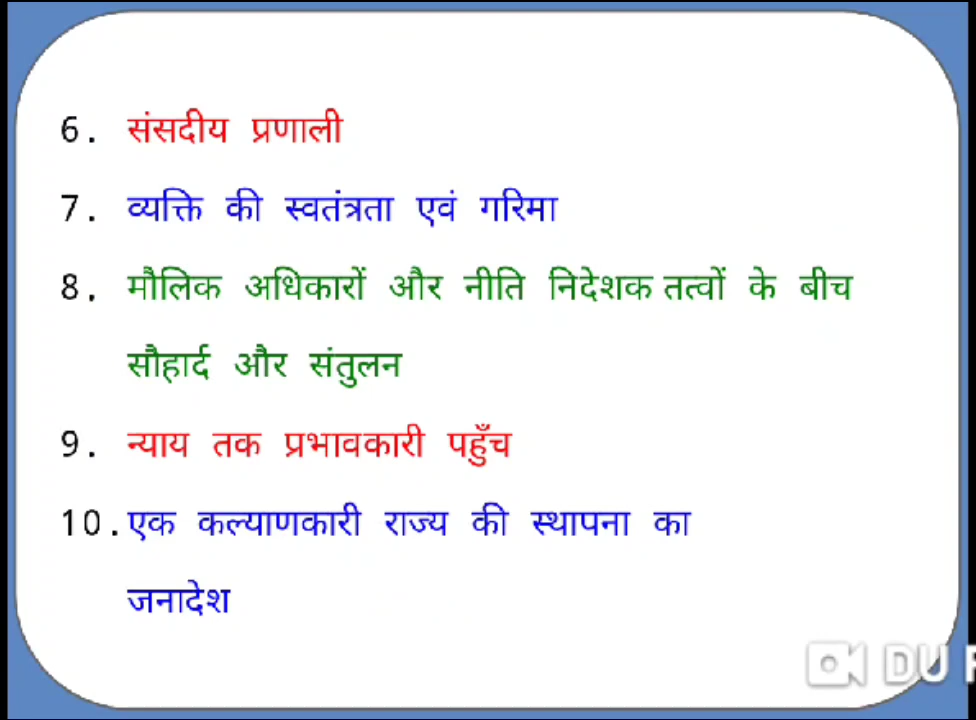 6. संसदीय प्रणाली
7. व्यक्ति की स्वतंत्रता एवं गरिमा
8. मौलिक अधिकारों और नीति निदेशक तत्वों के बीच
सौहार्द और संतुलन
9. न्याय तक प्रभावकारी पहुँच
10. एक कल्याणकारी राज्य की स्थापना का
जनादेश
DU